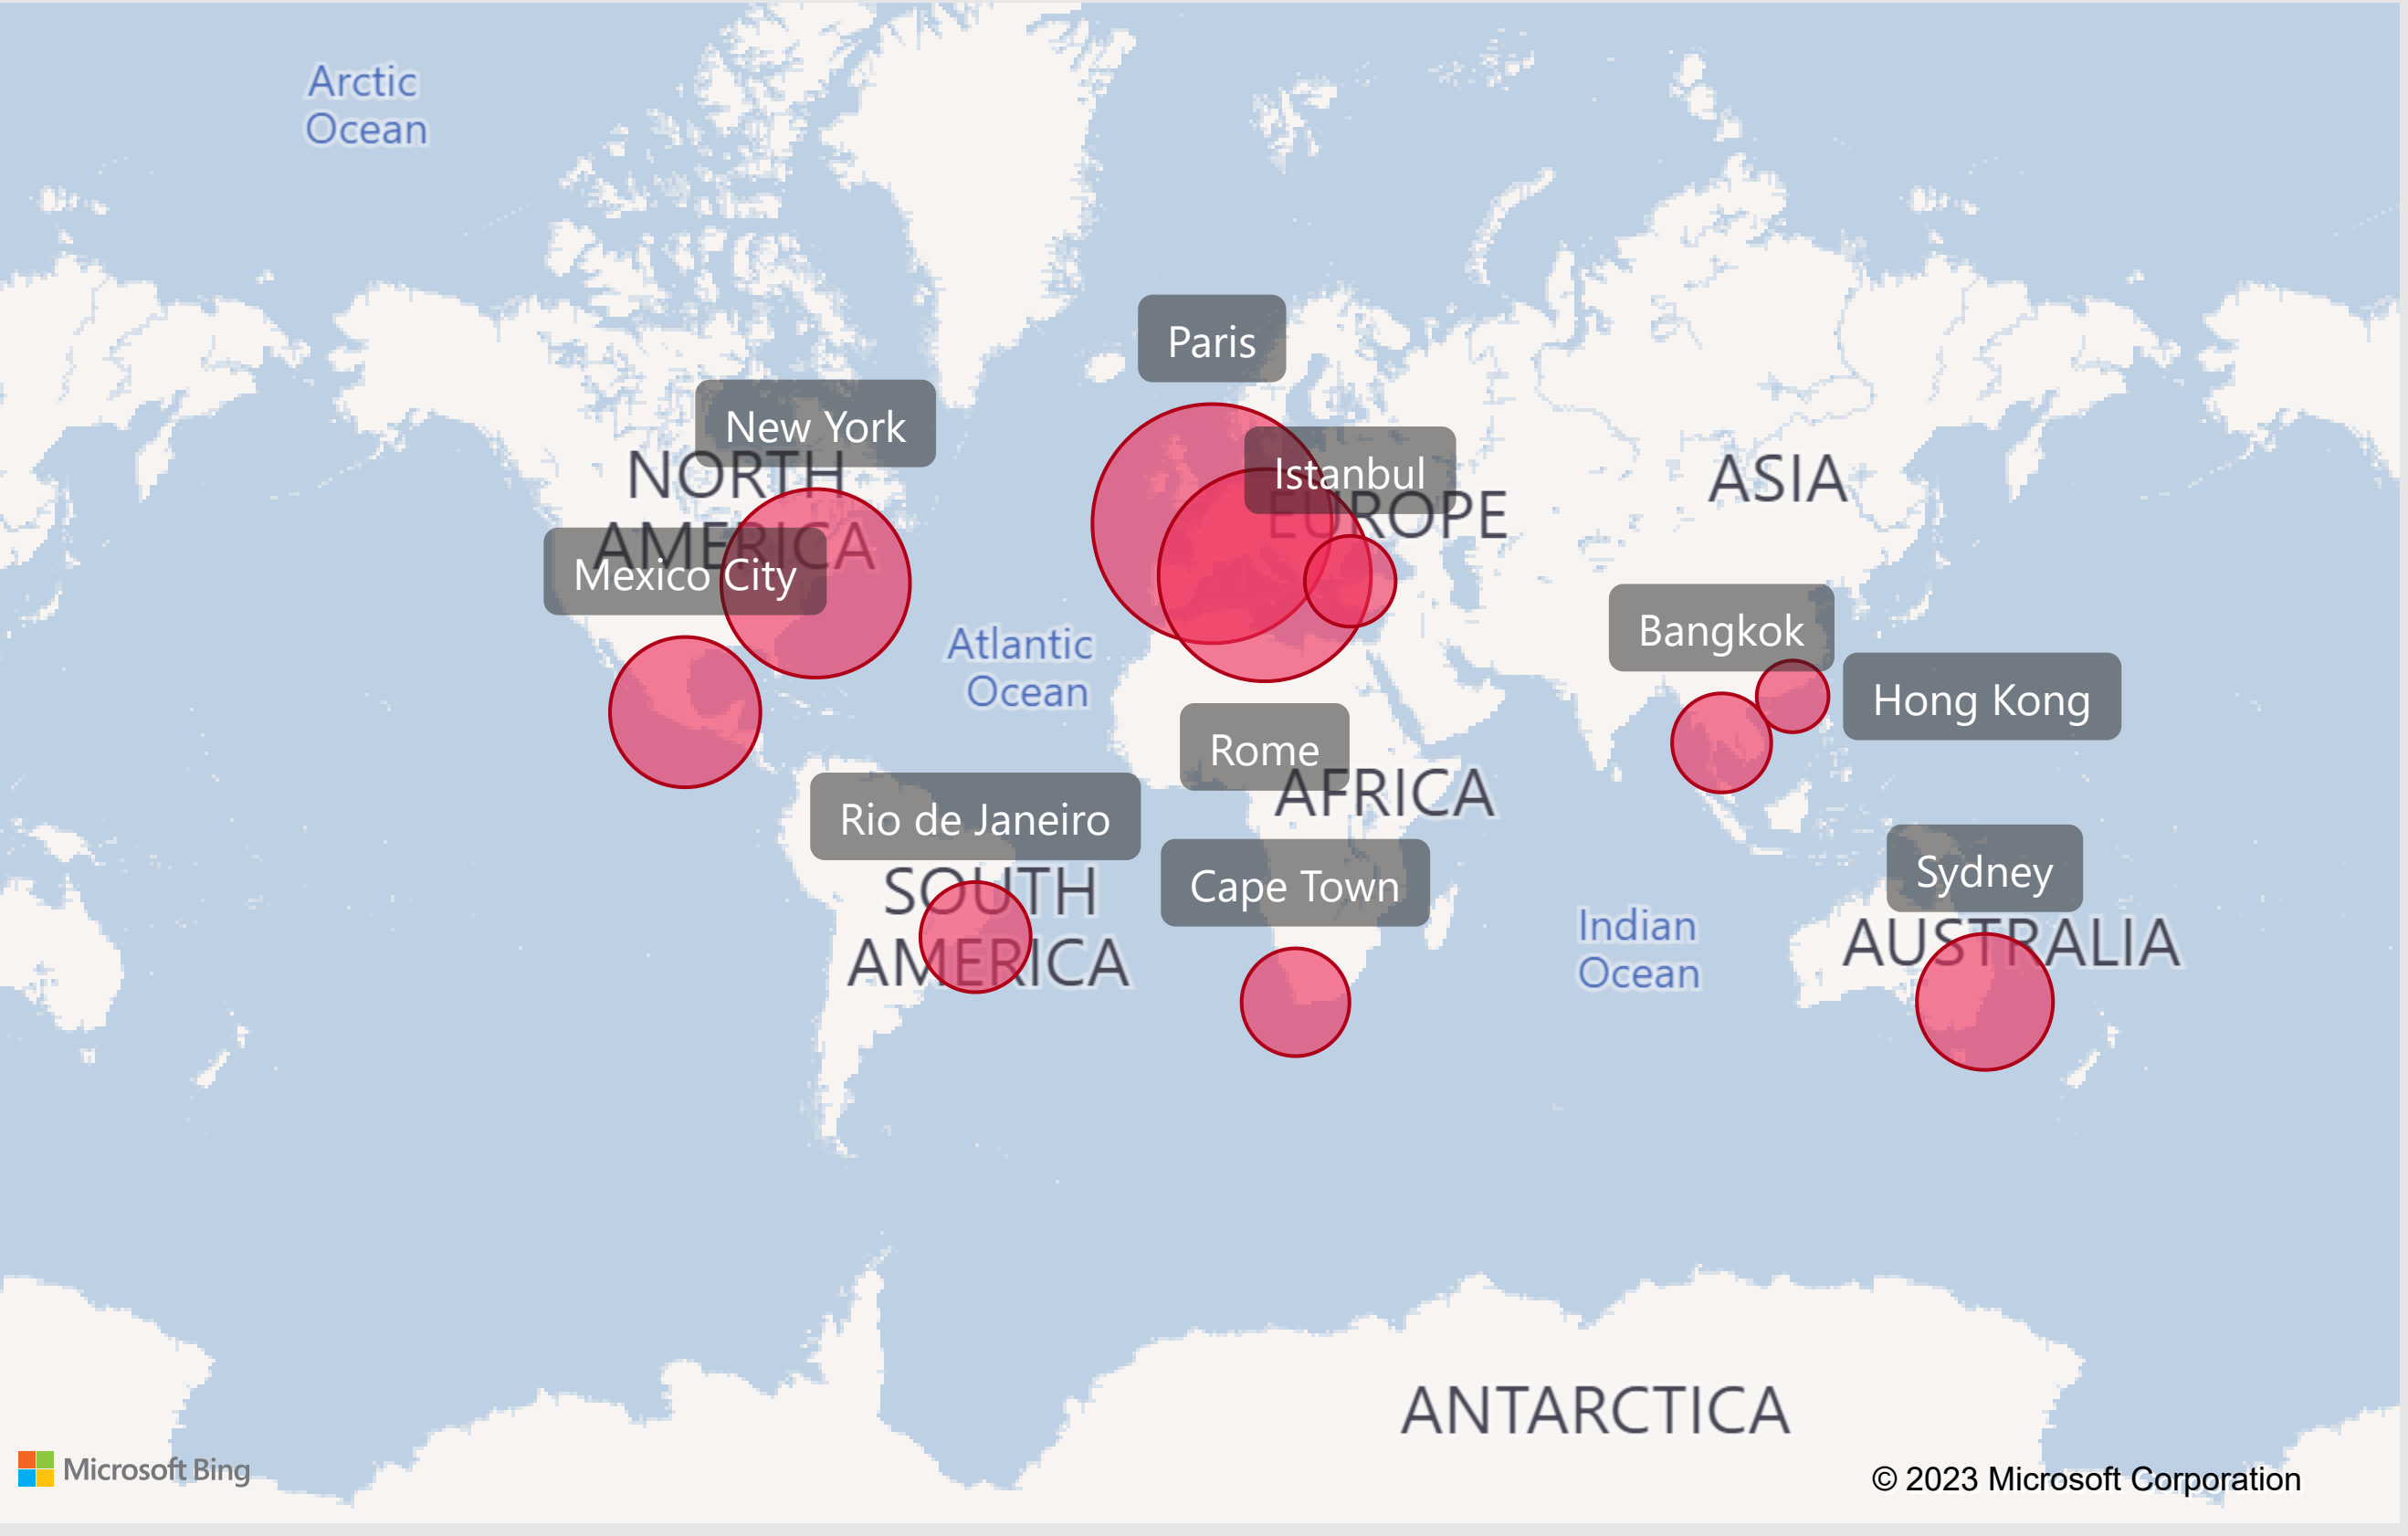 Arctic
Ocean
Paris
New York
Istanbul
NORTH
AMERICA
EUROPE
ASIA
Mexico City
Bangkok
Atlantic
Ocean
Hong Kong
Rome
AFRICA
Rio de Janeiro
Cape Town
Sydney
SOUTH
AMERICA
Indian
Ocean
AUSTRALIA
ANTARCTICA
Microsoft Bing
© 2023 Microsoft Corporation